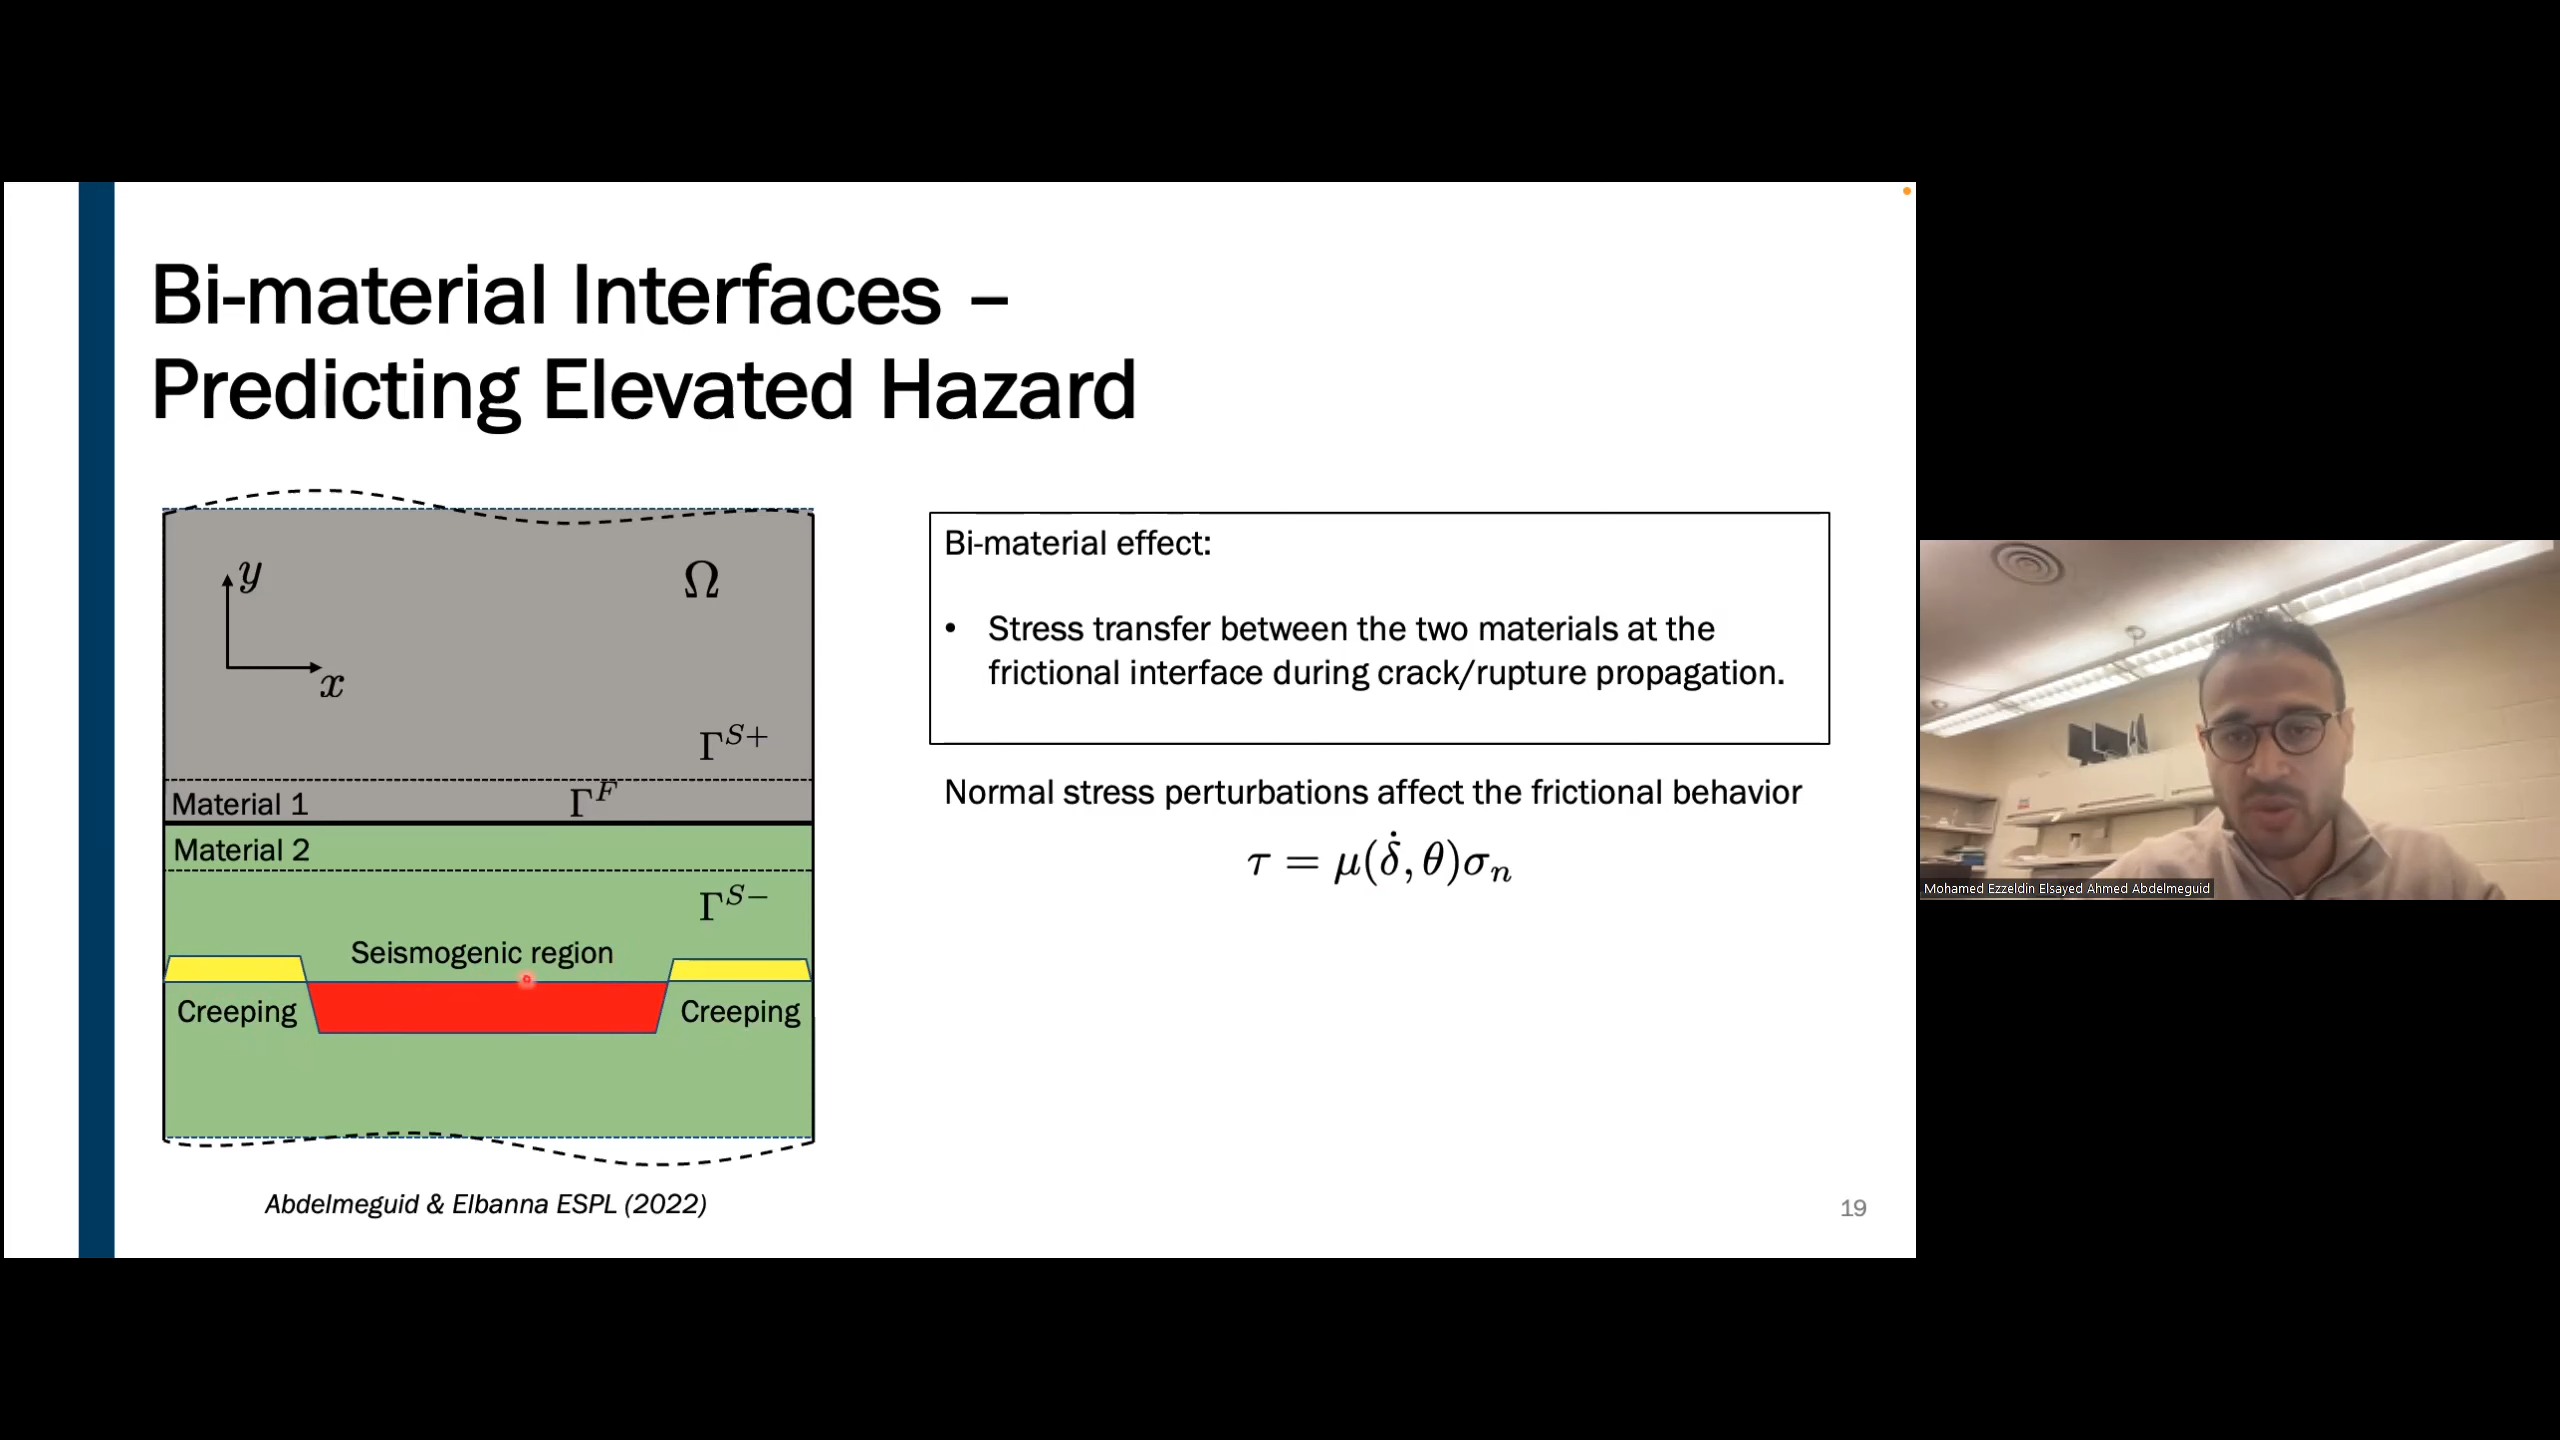 Bi-material Interfaces –
Predicting Elevated Hazard
y
Ω
x
Γ^{S+}
Material 1
Γ^F
Material 2
Γ^{S−}
Seismogenic region
Creeping
Creeping
Abdelmeguid & Elbanna ESPL (2022)
Bi-material effect:
• Stress transfer between the two materials at the
frictional interface during crack/rupture propagation.
Normal stress perturbations affect the frictional behavior
τ = μ(δ̇, θ)σₙ
19
Mohamed Ezzeldin Elsayed Ahmed Abdelmeguid